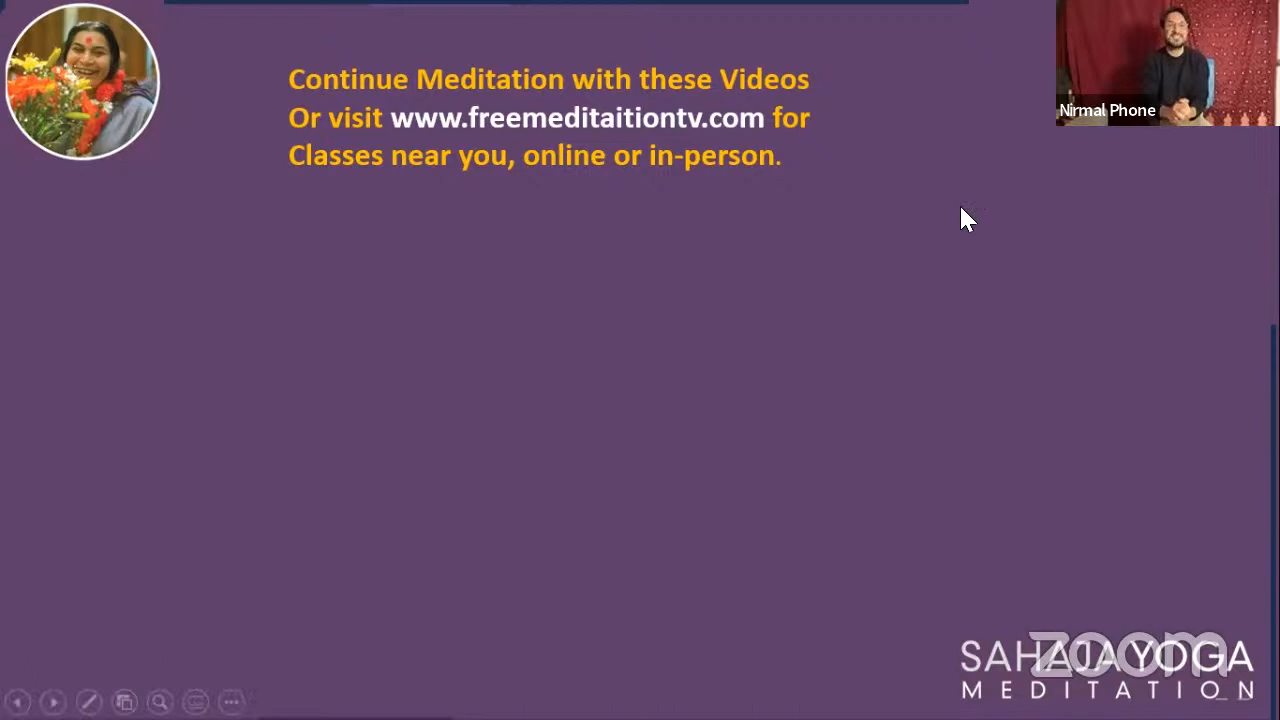 Continue Meditation with these Videos
Or visit www.freemeditaitiontv.com for
Classes near you, online or in-person.
Nirmal Phone
zoom
SAHAJA YOGA
MEDITATION